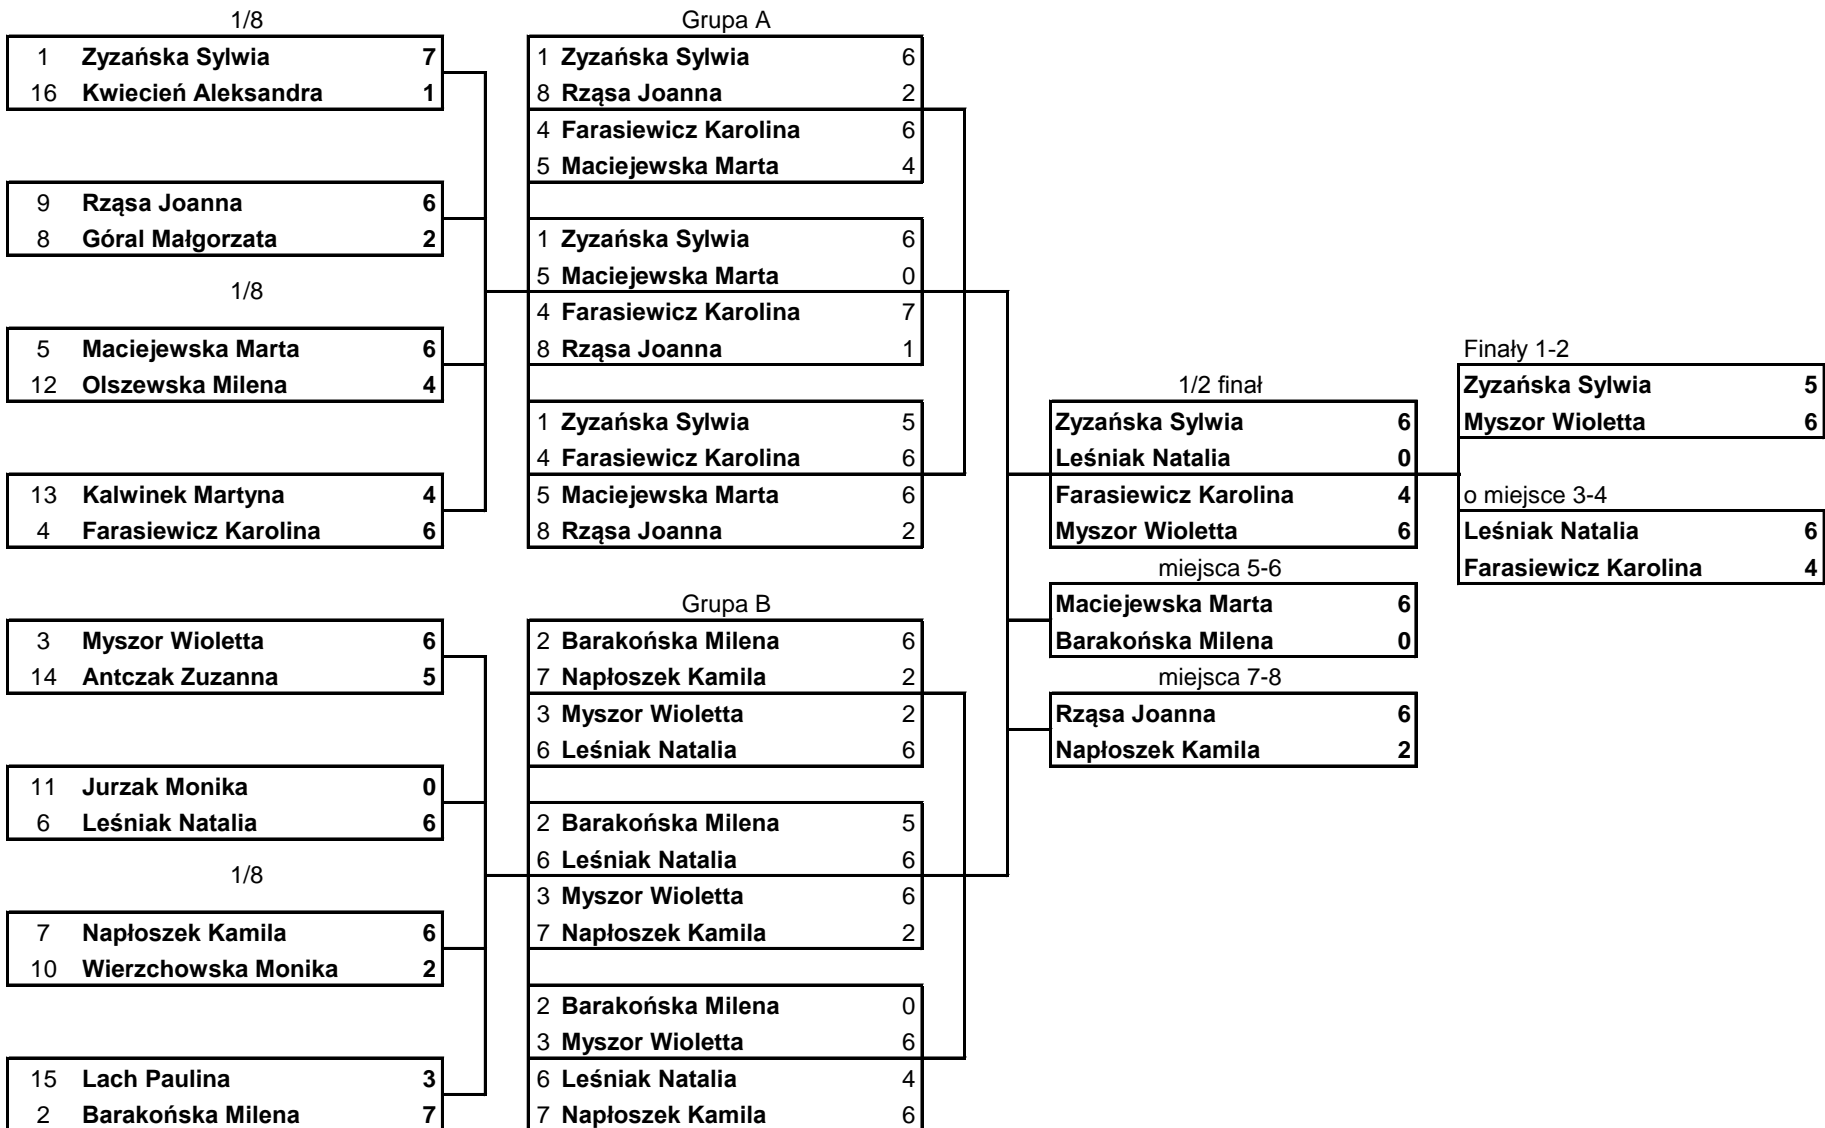 1/8
1 Zyzańska Sylwia 7
16 Kwiecień Aleksandra 1
9 Rząsa Joanna 6
8 Góral Małgorzata 2
1/8
5 Maciejewska Marta 6
12 Olszewska Milena 4
13 Kalwinek Martyna 4
4 Farasiewicz Karolina 6
3 Myszor Wioletta 6
14 Antczak Zuzanna 5
11 Jurzak Monika 0
6 Leśniak Natalia 6
1/8
7 Napłoszek Kamila 6
10 Wierzchowska Monika 2
15 Lach Paulina 3
2 Barakońska Milena 7
Grupa A
1 Zyzańska Sylwia 6
8 Rząsa Joanna 2
4 Farasiewicz Karolina 6
5 Maciejewska Marta 4
1 Zyzańska Sylwia 6
5 Maciejewska Marta 0
4 Farasiewicz Karolina 7
8 Rząsa Joanna 1
1 Zyzańska Sylwia 5
4 Farasiewicz Karolina 6
5 Maciejewska Marta 6
8 Rząsa Joanna 2
Grupa B
2 Barakońska Milena 6
7 Napłoszek Kamila 2
3 Myszor Wioletta 2
6 Leśniak Natalia 6
2 Barakońska Milena 5
6 Leśniak Natalia 6
3 Myszor Wioletta 6
7 Napłoszek Kamila 2
2 Barakońska Milena 0
3 Myszor Wioletta 6
6 Leśniak Natalia 4
7 Napłoszek Kamila 6
1/2 finał
Zyzańska Sylwia 6
Leśniak Natalia 0
Farasiewicz Karolina 4
Myszor Wioletta 6
miejsca 5-6
Maciejewska Marta 6
Barakońska Milena 0
miejsca 7-8
Rząsa Joanna 6
Napłoszek Kamila 2
Finały 1-2
Zyzańska Sylwia 5
Myszor Wioletta 6
o miejsce 3-4
Leśniak Natalia 6
Farasiewicz Karolina 4